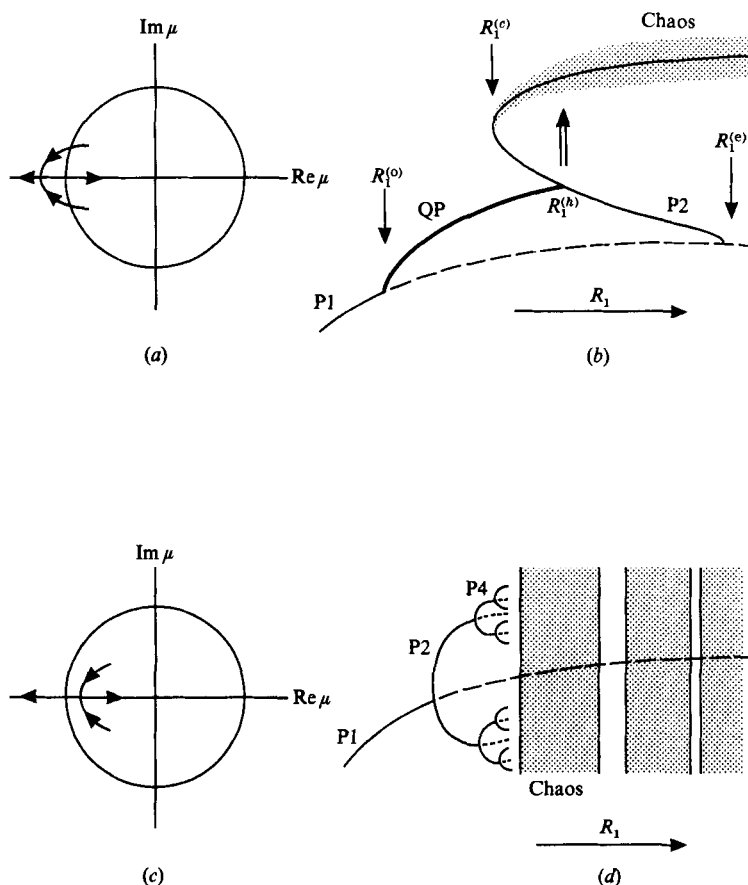 Im μ
Re μ
(a)
R₁⁽ᶜ⁾
Chaos
R₁⁽ᵉ⁾
R₁⁽ᵒ⁾
QP
R₁⁽ʰ⁾
P2
P1
R₁
(b)
Im μ
Re μ
(c)
P4
P2
P1
Chaos
R₁
(d)